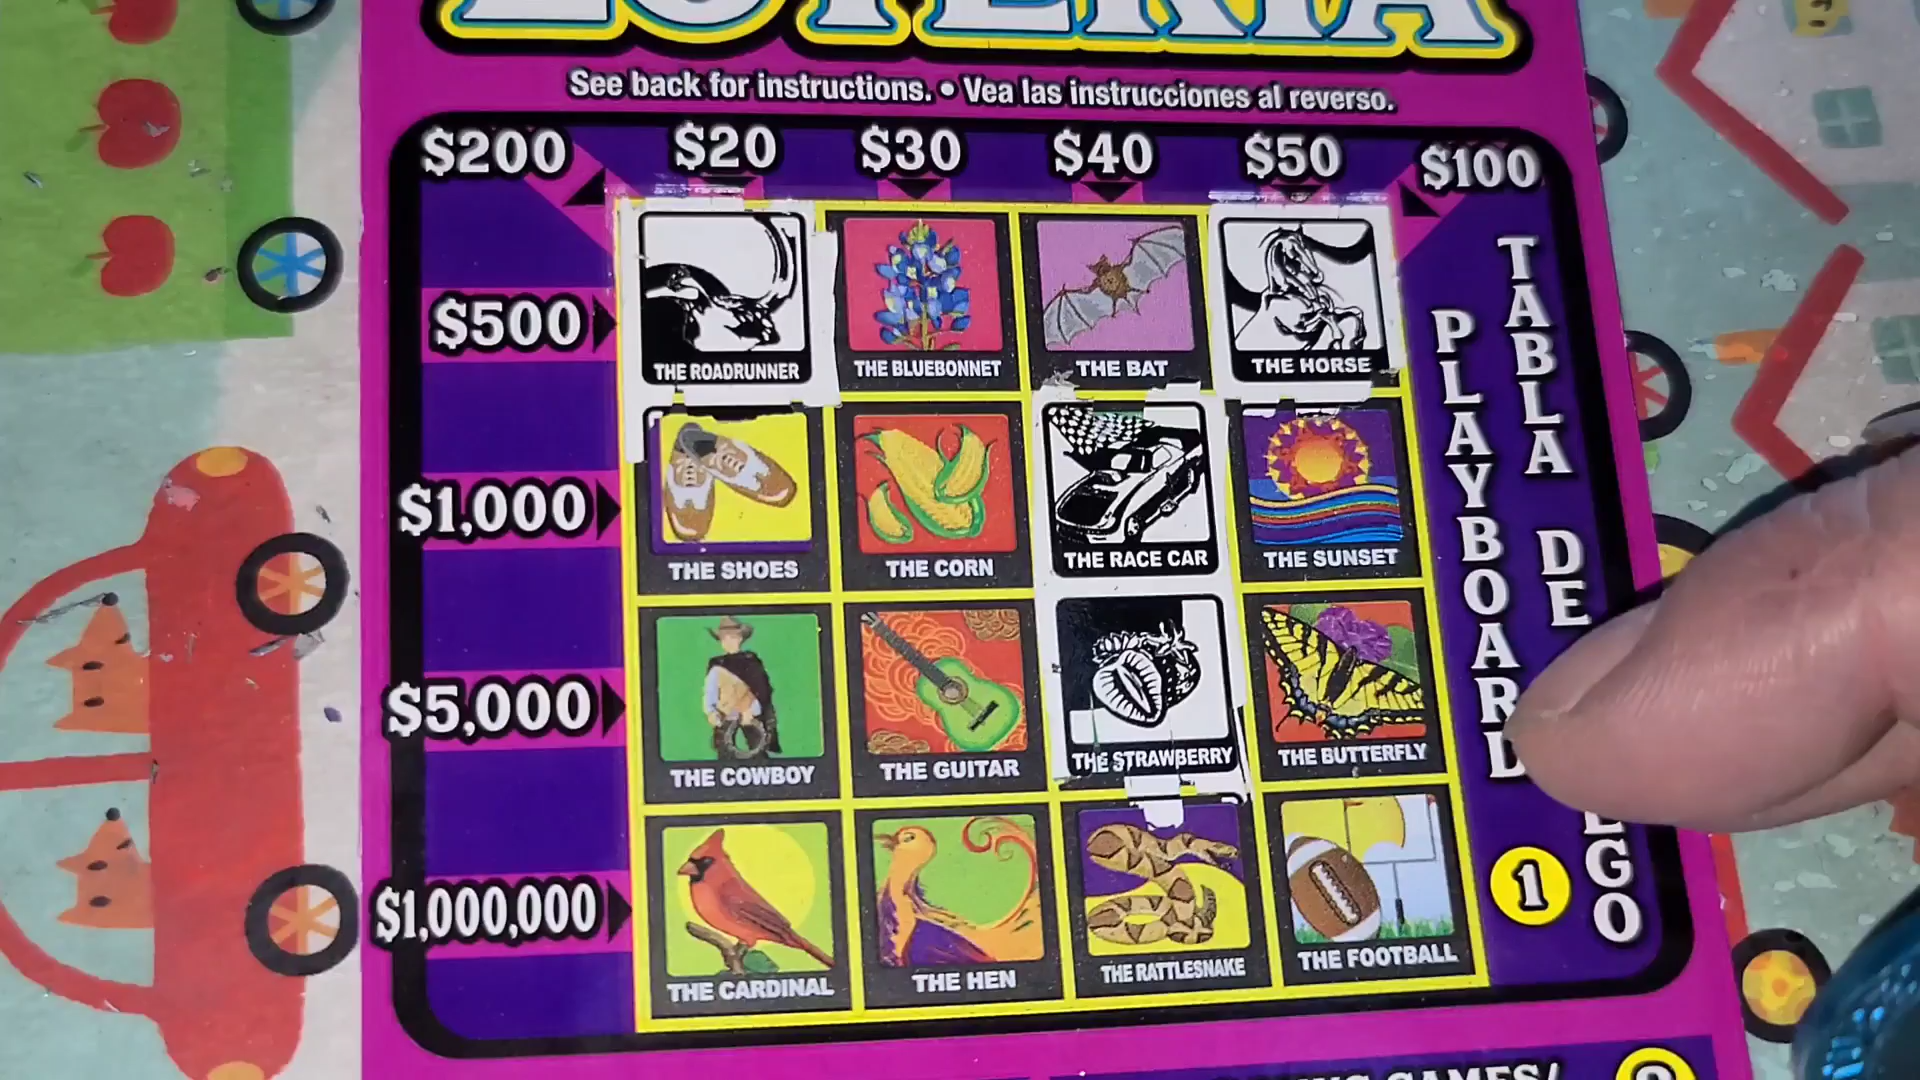 LOTERIA
See back for instructions. • Vea las instrucciones al reverso.
$200 $20 $30 $40 $50 $100
$500
THE ROADRUNNER THE BLUEBONNET THE BAT THE HORSE
$1,000
THE SHOES THE CORN THE RACE CAR THE SUNSET
$5,000
THE COWBOY THE GUITAR THE STRAWBERRY THE BUTTERFLY
$1,000,000
THE CARDINAL THE HEN THE RATTLESNAKE THE FOOTBALL
PLAYBOARD
TABLA DE
1
GAMES/